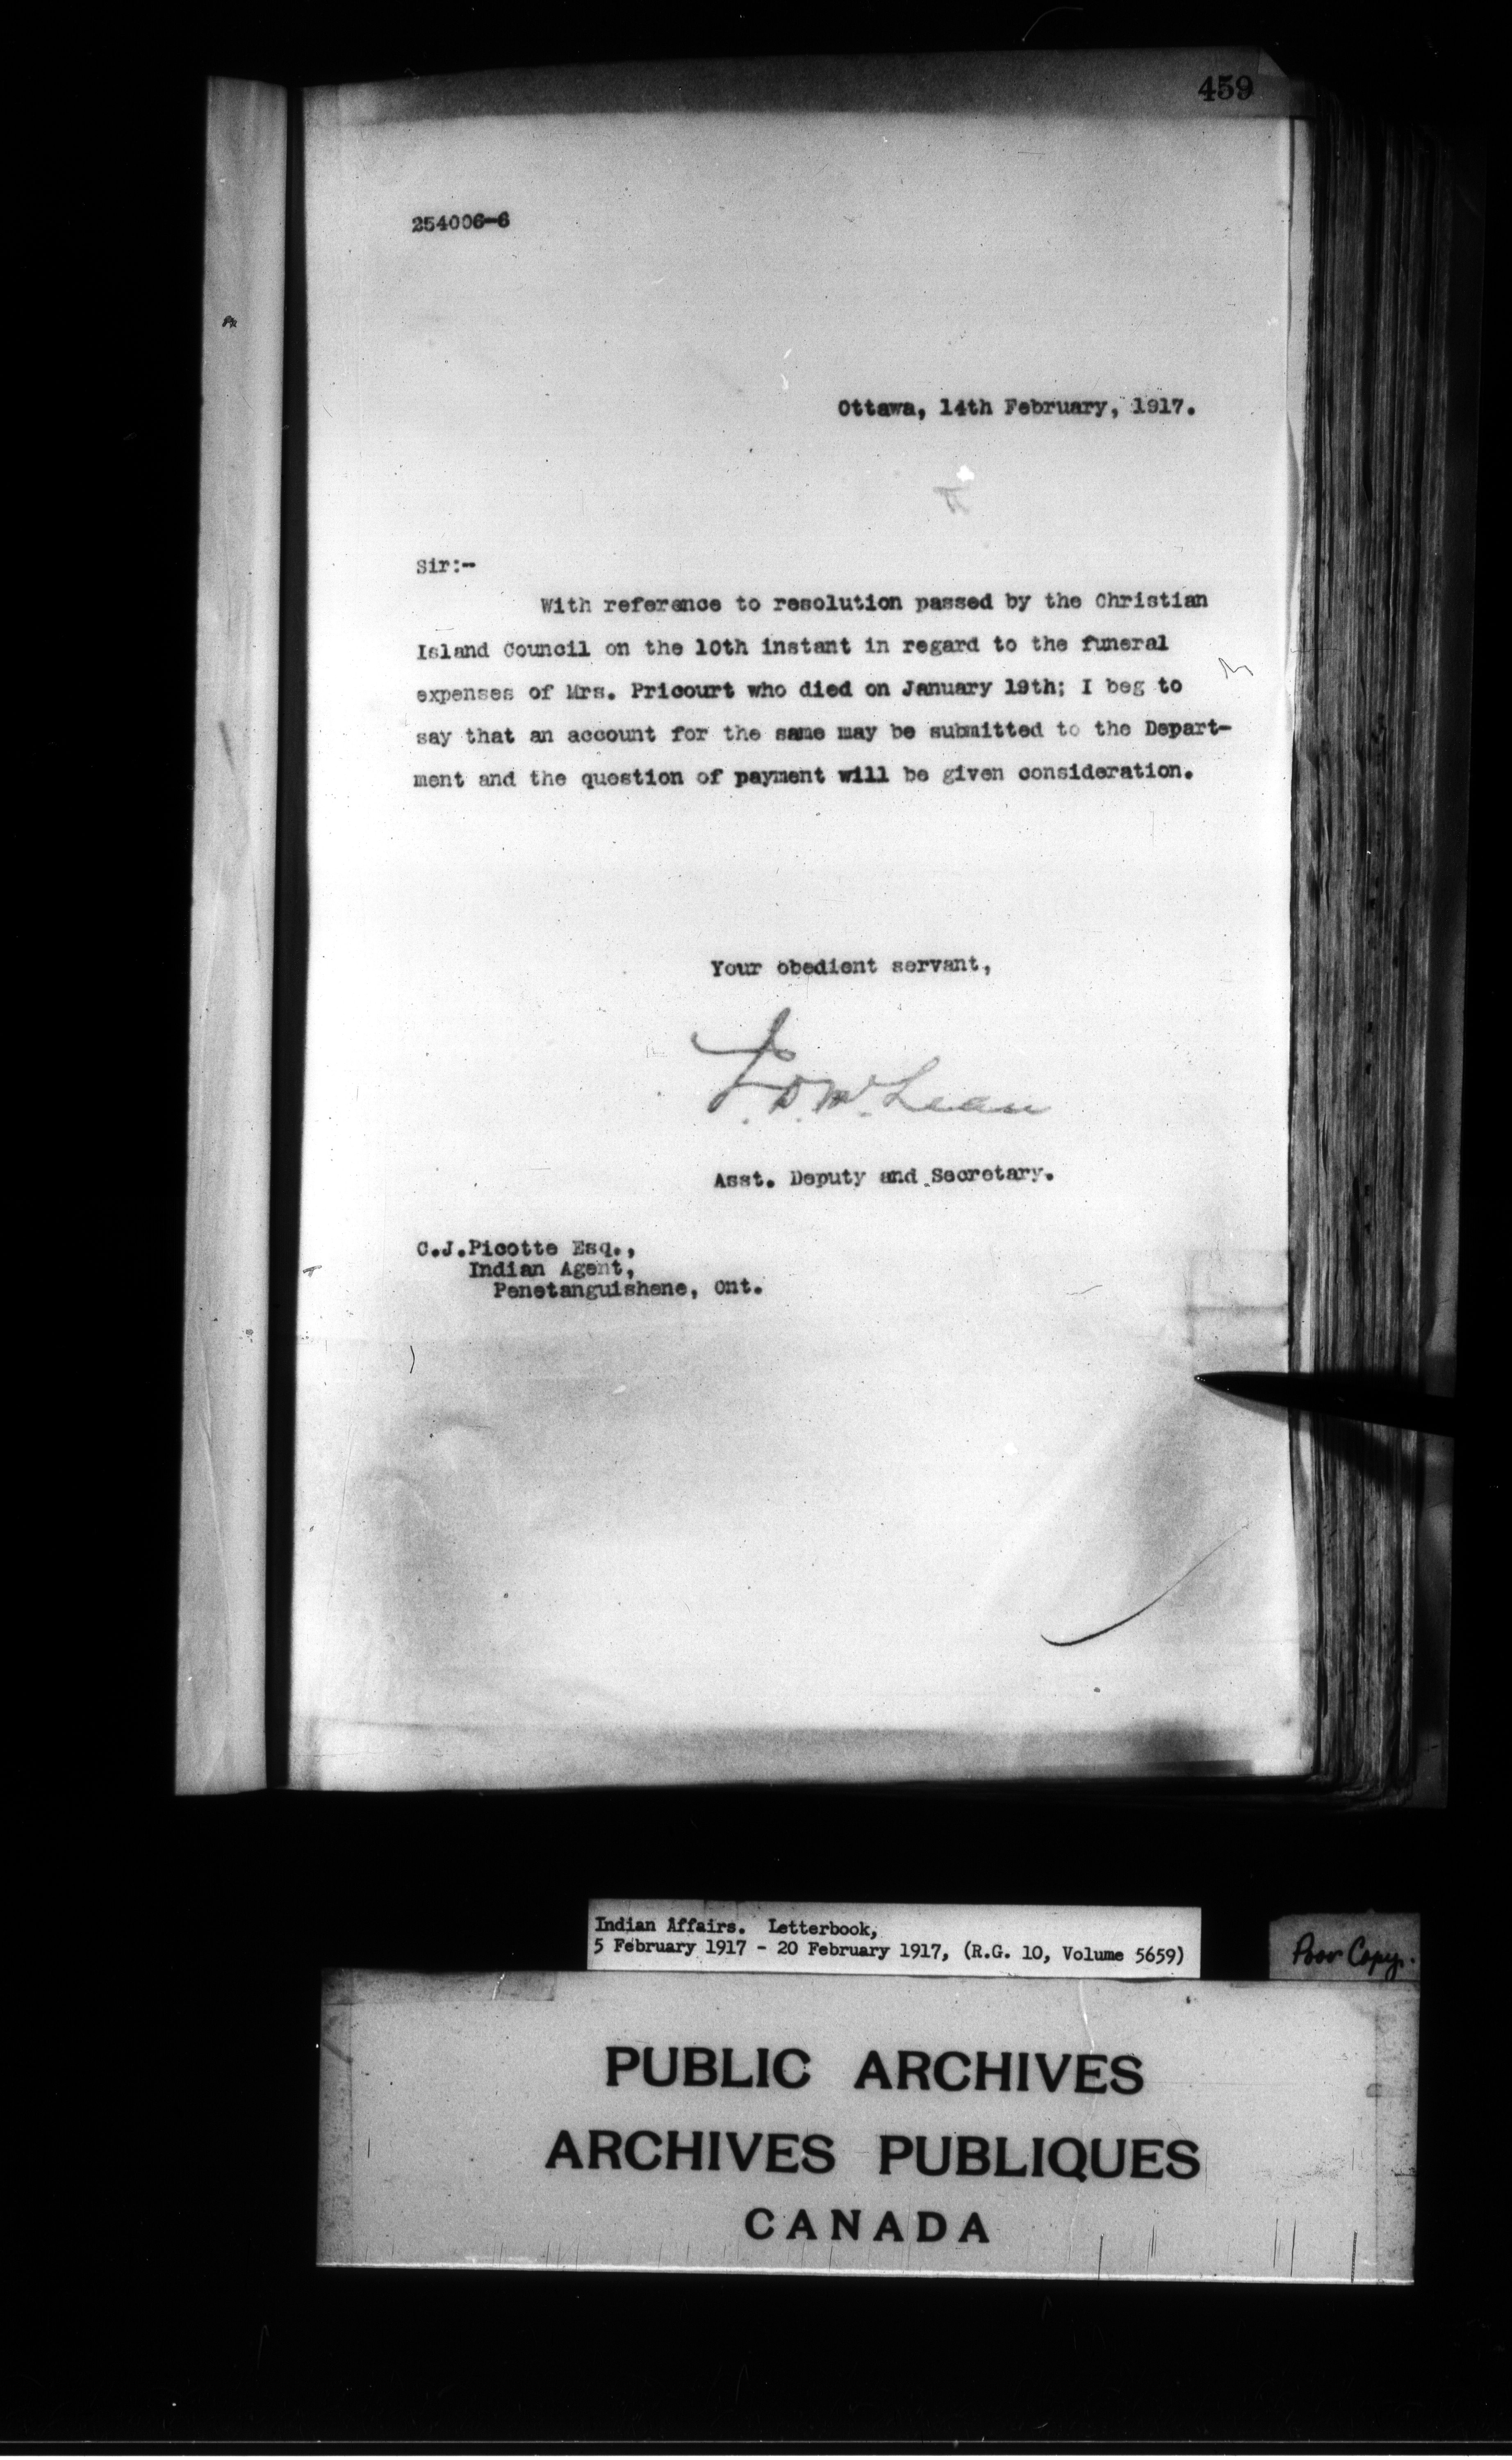 459
254006-6
Ottawa, 14th February, 1917.
Sir:-
With reference to resolution passed by the Christian
Island Council on the 10th instant in regard to the funeral
expenses of Mrs. Pricourt who died on January 19th; I beg to
say that an account for the same may be submitted to the Depart-
ment and the question of payment will be given consideration.
Your obedient servant,
J. D. McLean
Asst. Deputy and Secretary.
C.J.Picotte Esq.,
Indian Agent,
Penetanguishene, Ont.
Indian Affairs. Letterbook,
5 February 1917 - 20 February 1917, (R.G. 10, Volume 5659)
Poor Copy.
PUBLIC ARCHIVES
ARCHIVES PUBLIQUES
CANADA